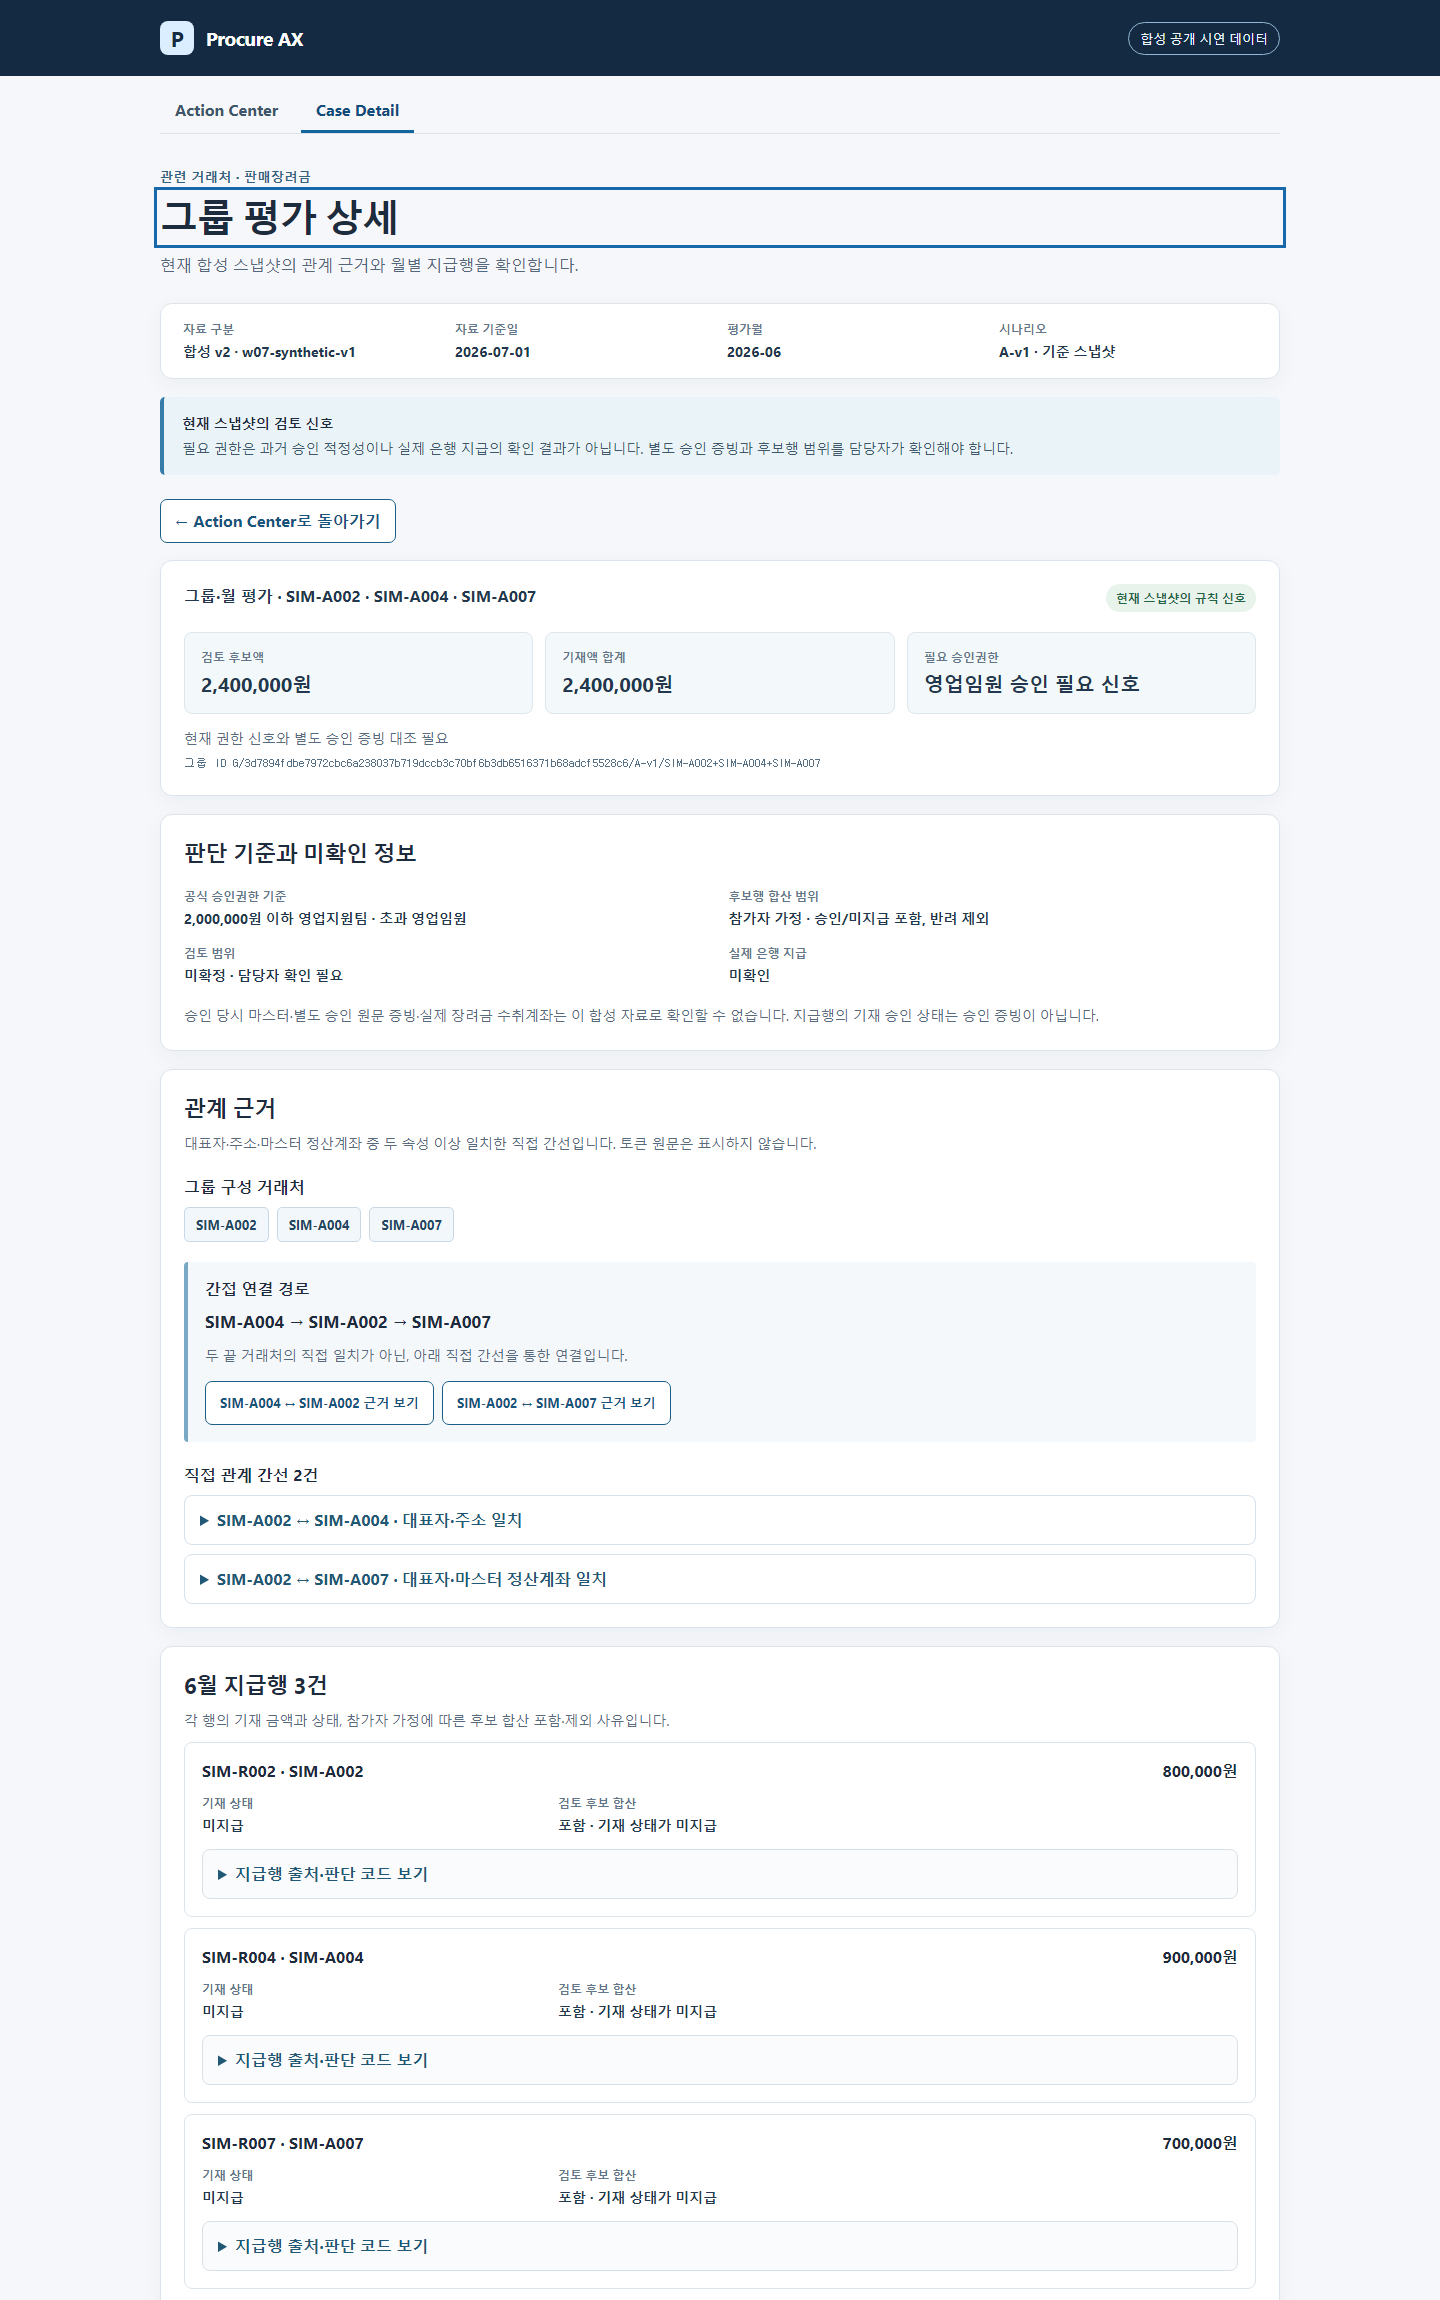 P Procure AX
합성 공개 시연 데이터
Action Center
Case Detail
관련 거래처 · 판매장려금
그룹 평가 상세
현재 합성 스냅샷의 관계 근거와 월별 지급행을 확인합니다.
자료 구분
합성 v2 · w07-synthetic-v1
자료 기준일
2026-07-01
평가월
2026-06
시나리오
A-v1 · 기준 스냅샷
현재 스냅샷의 검토 신호
필요 권한은 과거 승인 적정성이나 실제 은행 지급의 확인 결과가 아닙니다. 별도 승인 증빙과 후보행 범위를 담당자가 확인해야 합니다.
← Action Center로 돌아가기
그룹·월 평가 · SIM-A002 · SIM-A004 · SIM-A007
현재 스냅샷의 규칙 신호
검토 후보액
2,400,000원
기재액 합계
2,400,000원
필요 승인권한
영업임원 승인 필요 신호
현재 권한 신호와 별도 승인 증빙 대조 필요
그룹 ID G/3d7894fdbe7972cbc6a238037b719dccb3c70bf6b3db6516371b68adcf5528c6/A-v1/SIM-A002+SIM-A004+SIM-A007
판단 기준과 미확인 정보
공식 승인권한 기준
2,000,000원 이하 영업지원팀 · 초과 영업임원
후보행 합산 범위
참가자 가정 · 승인/미지급 포함, 반려 제외
검토 범위
미확정 · 담당자 확인 필요
실제 은행 지급
미확인
승인 당시 마스터·별도 승인 원문 증빙·실제 장려금 수취계좌는 이 합성 자료로 확인할 수 없습니다. 지급행의 기재 승인 상태는 승인 증빙이 아닙니다.
관계 근거
대표자·주소·마스터 정산계좌 중 두 속성 이상 일치한 직접 간선입니다. 토큰 원문은 표시하지 않습니다.
그룹 구성 거래처
SIM-A002
SIM-A004
SIM-A007
간접 연결 경로
SIM-A004 → SIM-A002 → SIM-A007
두 끝 거래처의 직접 일치가 아닌, 아래 직접 간선을 통한 연결입니다.
SIM-A004 ↔ SIM-A002 근거 보기
SIM-A002 ↔ SIM-A007 근거 보기
직접 관계 간선 2건
▶ SIM-A002 ↔ SIM-A004 · 대표자·주소 일치
▶ SIM-A002 ↔ SIM-A007 · 대표자·마스터 정산계좌 일치
6월 지급행 3건
각 행의 기재 금액과 상태, 참가자 가정에 따른 후보 합산 포함·제외 사유입니다.
SIM-R002 · SIM-A002
800,000원
기재 상태
미지급
검토 후보 합산
포함 · 기재 상태가 미지급
▶ 지급행 출처·판단 코드 보기
SIM-R004 · SIM-A004
900,000원
기재 상태
미지급
검토 후보 합산
포함 · 기재 상태가 미지급
▶ 지급행 출처·판단 코드 보기
SIM-R007 · SIM-A007
700,000원
기재 상태
미지급
검토 후보 합산
포함 · 기재 상태가 미지급
▶ 지급행 출처·판단 코드 보기